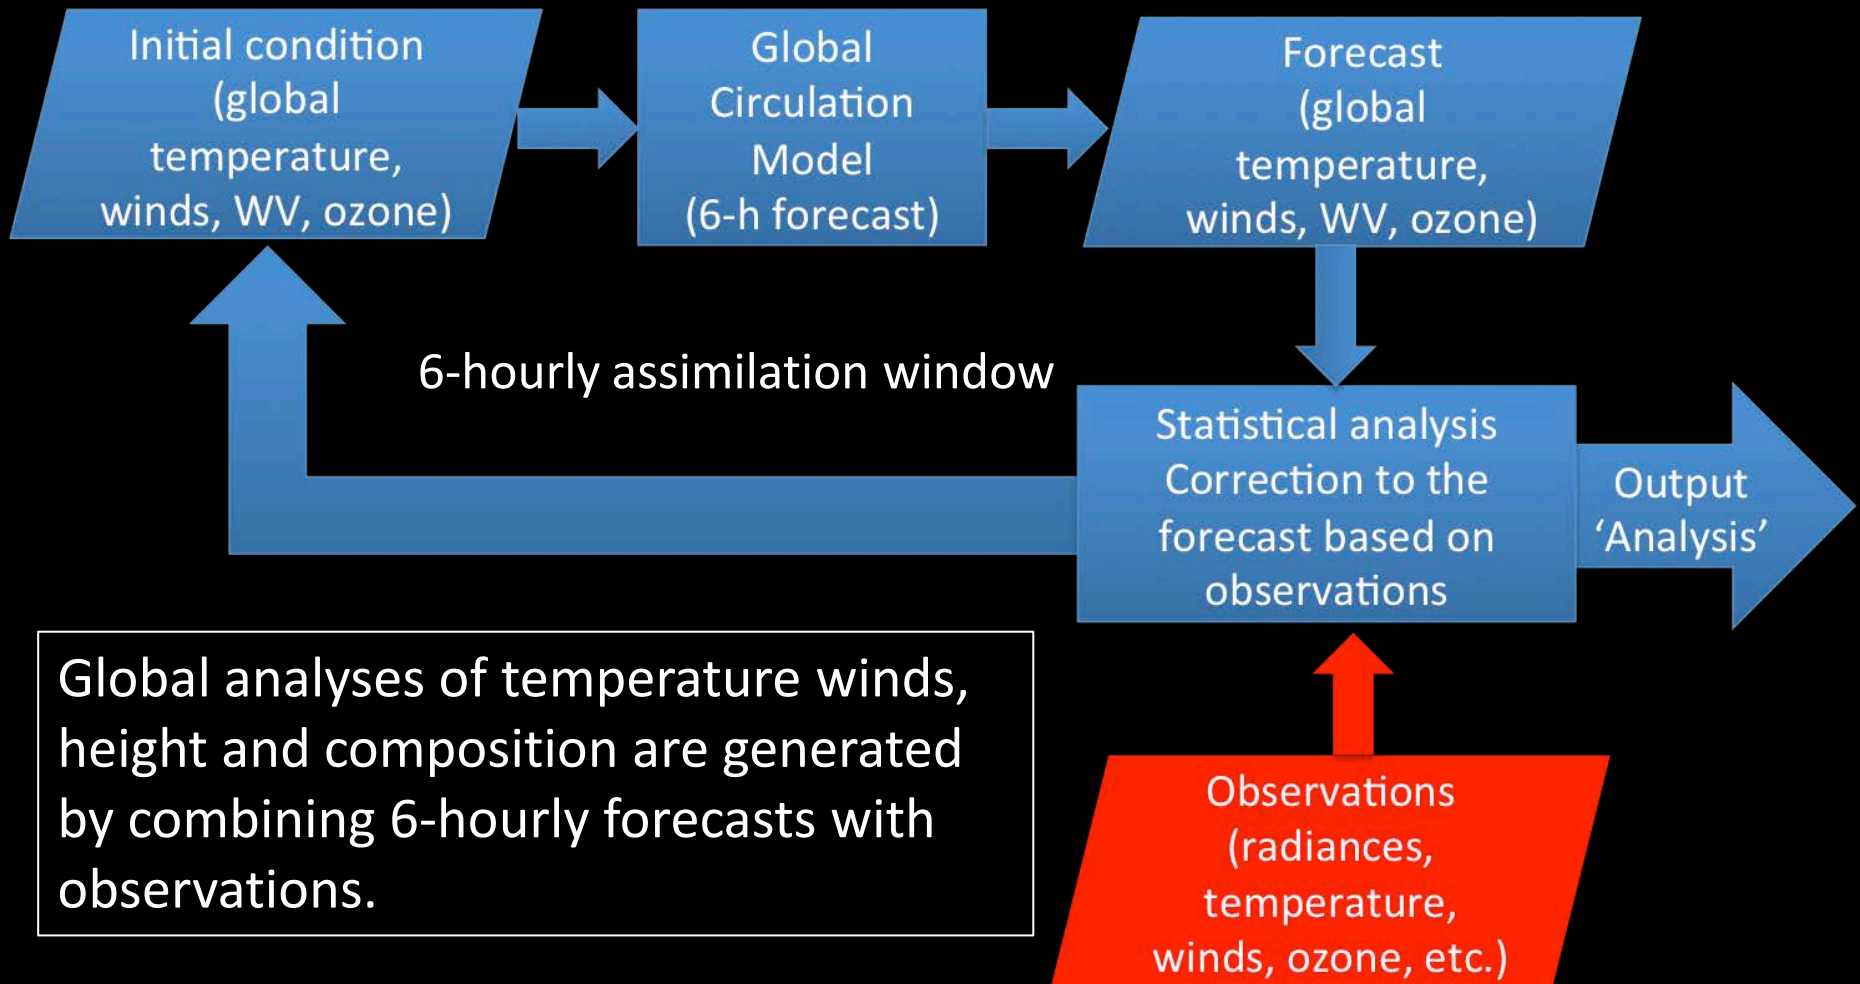 Initial condition
(global
temperature,
winds, WV, ozone)
Global
Circulation
Model
(6-h forecast)
Forecast
(global
temperature,
winds, WV, ozone)
6-hourly assimilation window
Statistical analysis
Correction to the
forecast based on
observations
Output
‘Analysis’
Global analyses of temperature winds,
height and composition are generated
by combining 6-hourly forecasts with
observations.
Observations
(radiances,
temperature,
winds, ozone, etc.)